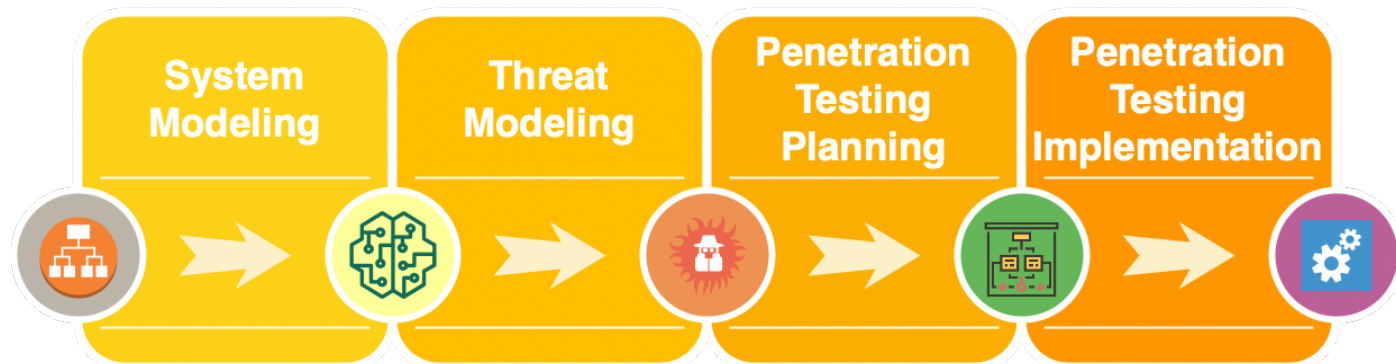 System
Modeling
Threat
Modeling
Penetration
Testing
Planning
Penetration
Testing
Implementation